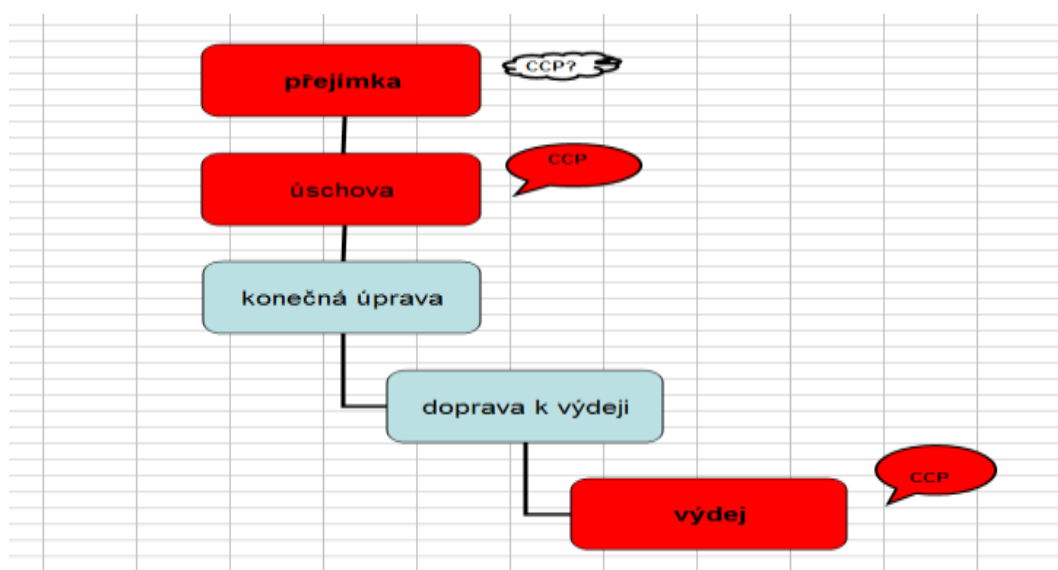 přejímka
CCP?
úschova
CCP
konečná úprava
doprava k výdeji
výdej
CCP